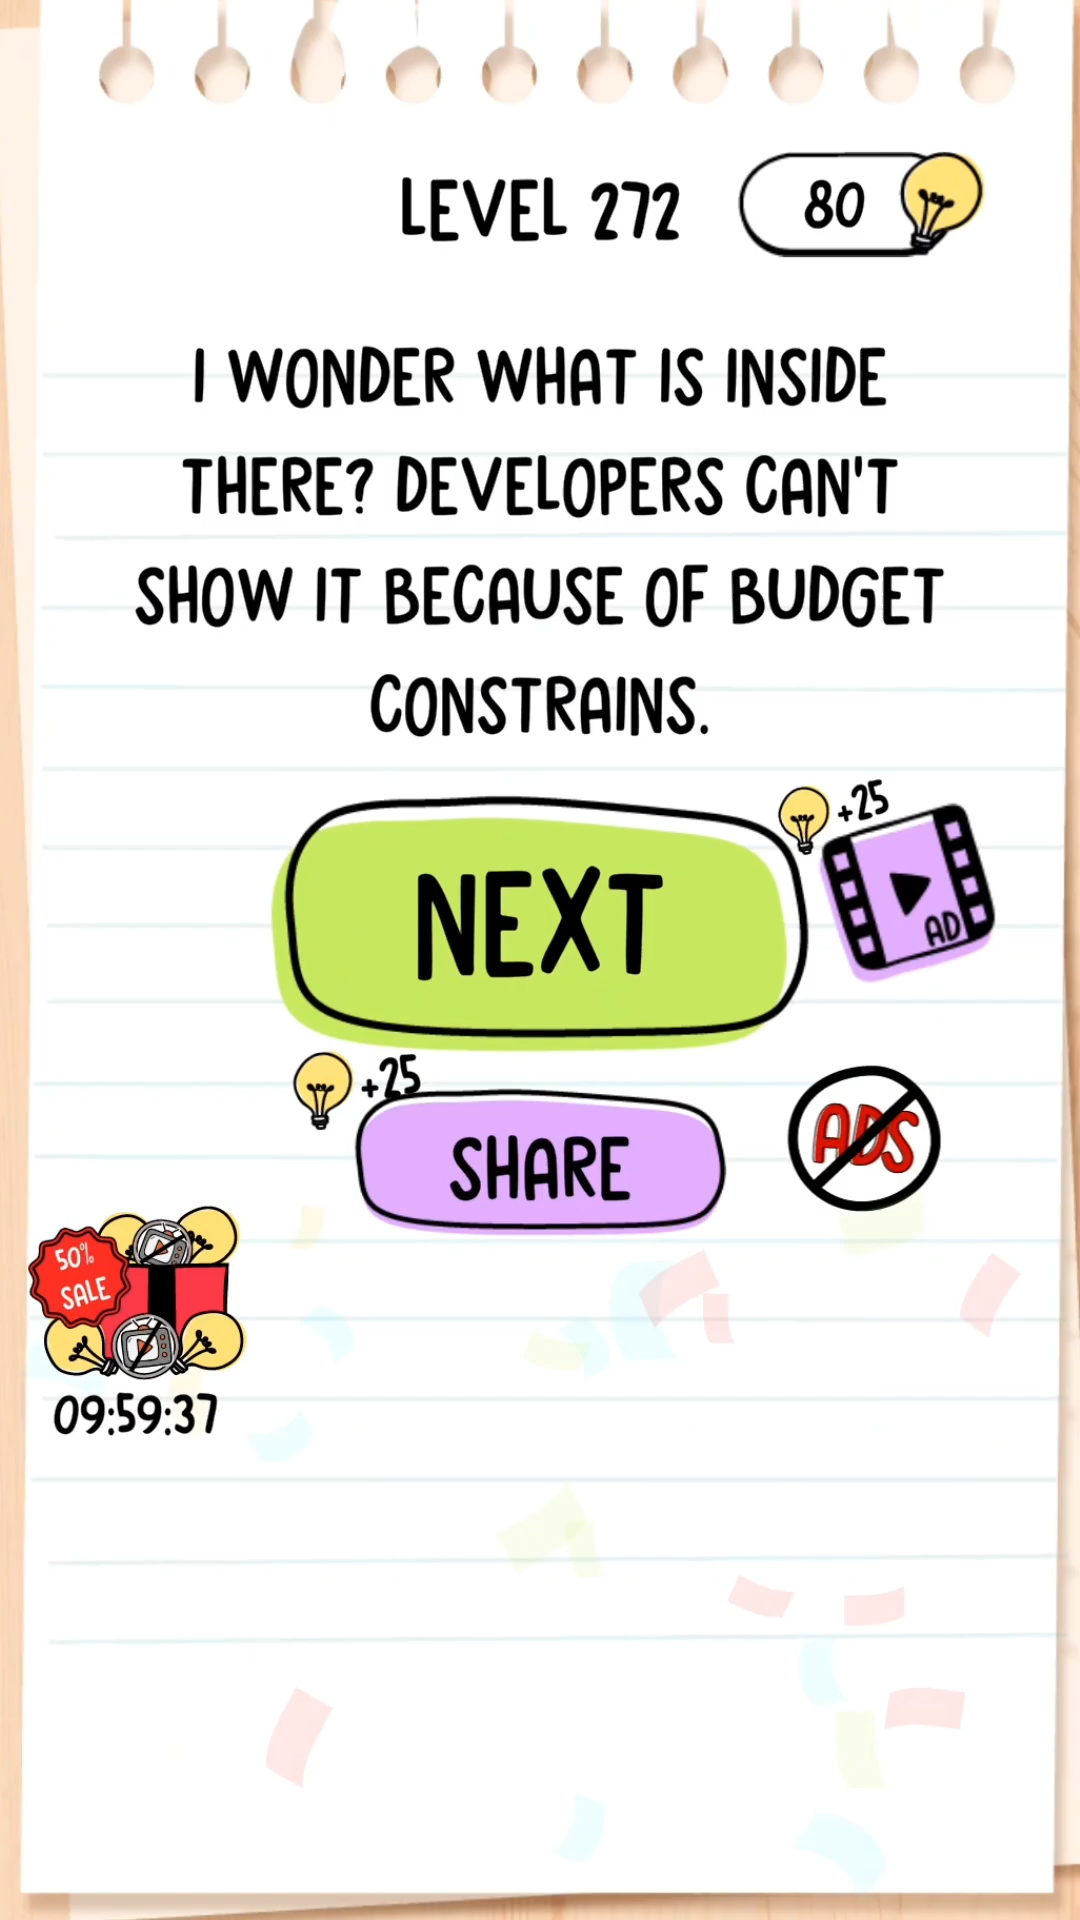 LEVEL 272
80
I WONDER WHAT IS INSIDE
THERE? DEVELOPERS CAN'T
SHOW IT BECAUSE OF BUDGET
CONSTRAINS.
+25
NEXT
AD
+25
SHARE
ADS
50%
SALE
09:59:37